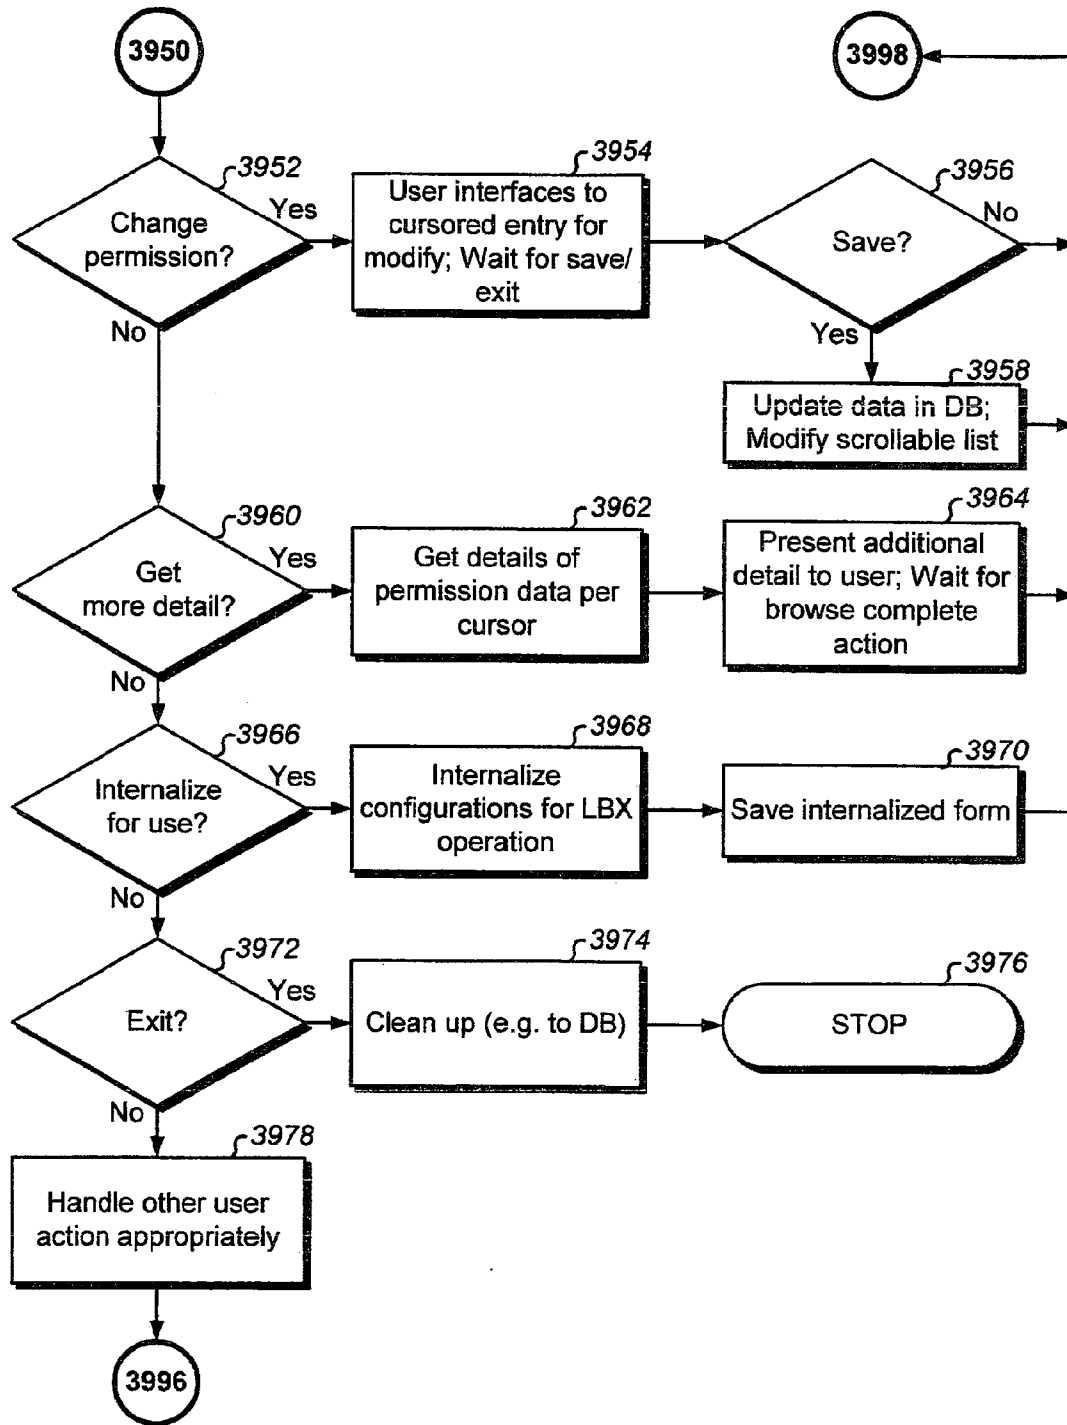 3950
3998
3952
Change
permission?
Yes
No
3954
User interfaces to
cursored entry for
modify; Wait for save/
exit
3956
Save?
No
Yes
3958
Update data in DB;
Modify scrollable list
3960
Get
more detail?
Yes
No
3962
Get details of
permission data per
cursor
3964
Present additional
detail to user; Wait for
browse complete
action
3966
Internalize
for use?
Yes
No
3968
Internalize
configurations for LBX
operation
3970
Save internalized form
3972
Exit?
Yes
No
3974
Clean up (e.g. to DB)
3976
STOP
3978
Handle other user
action appropriately
3996